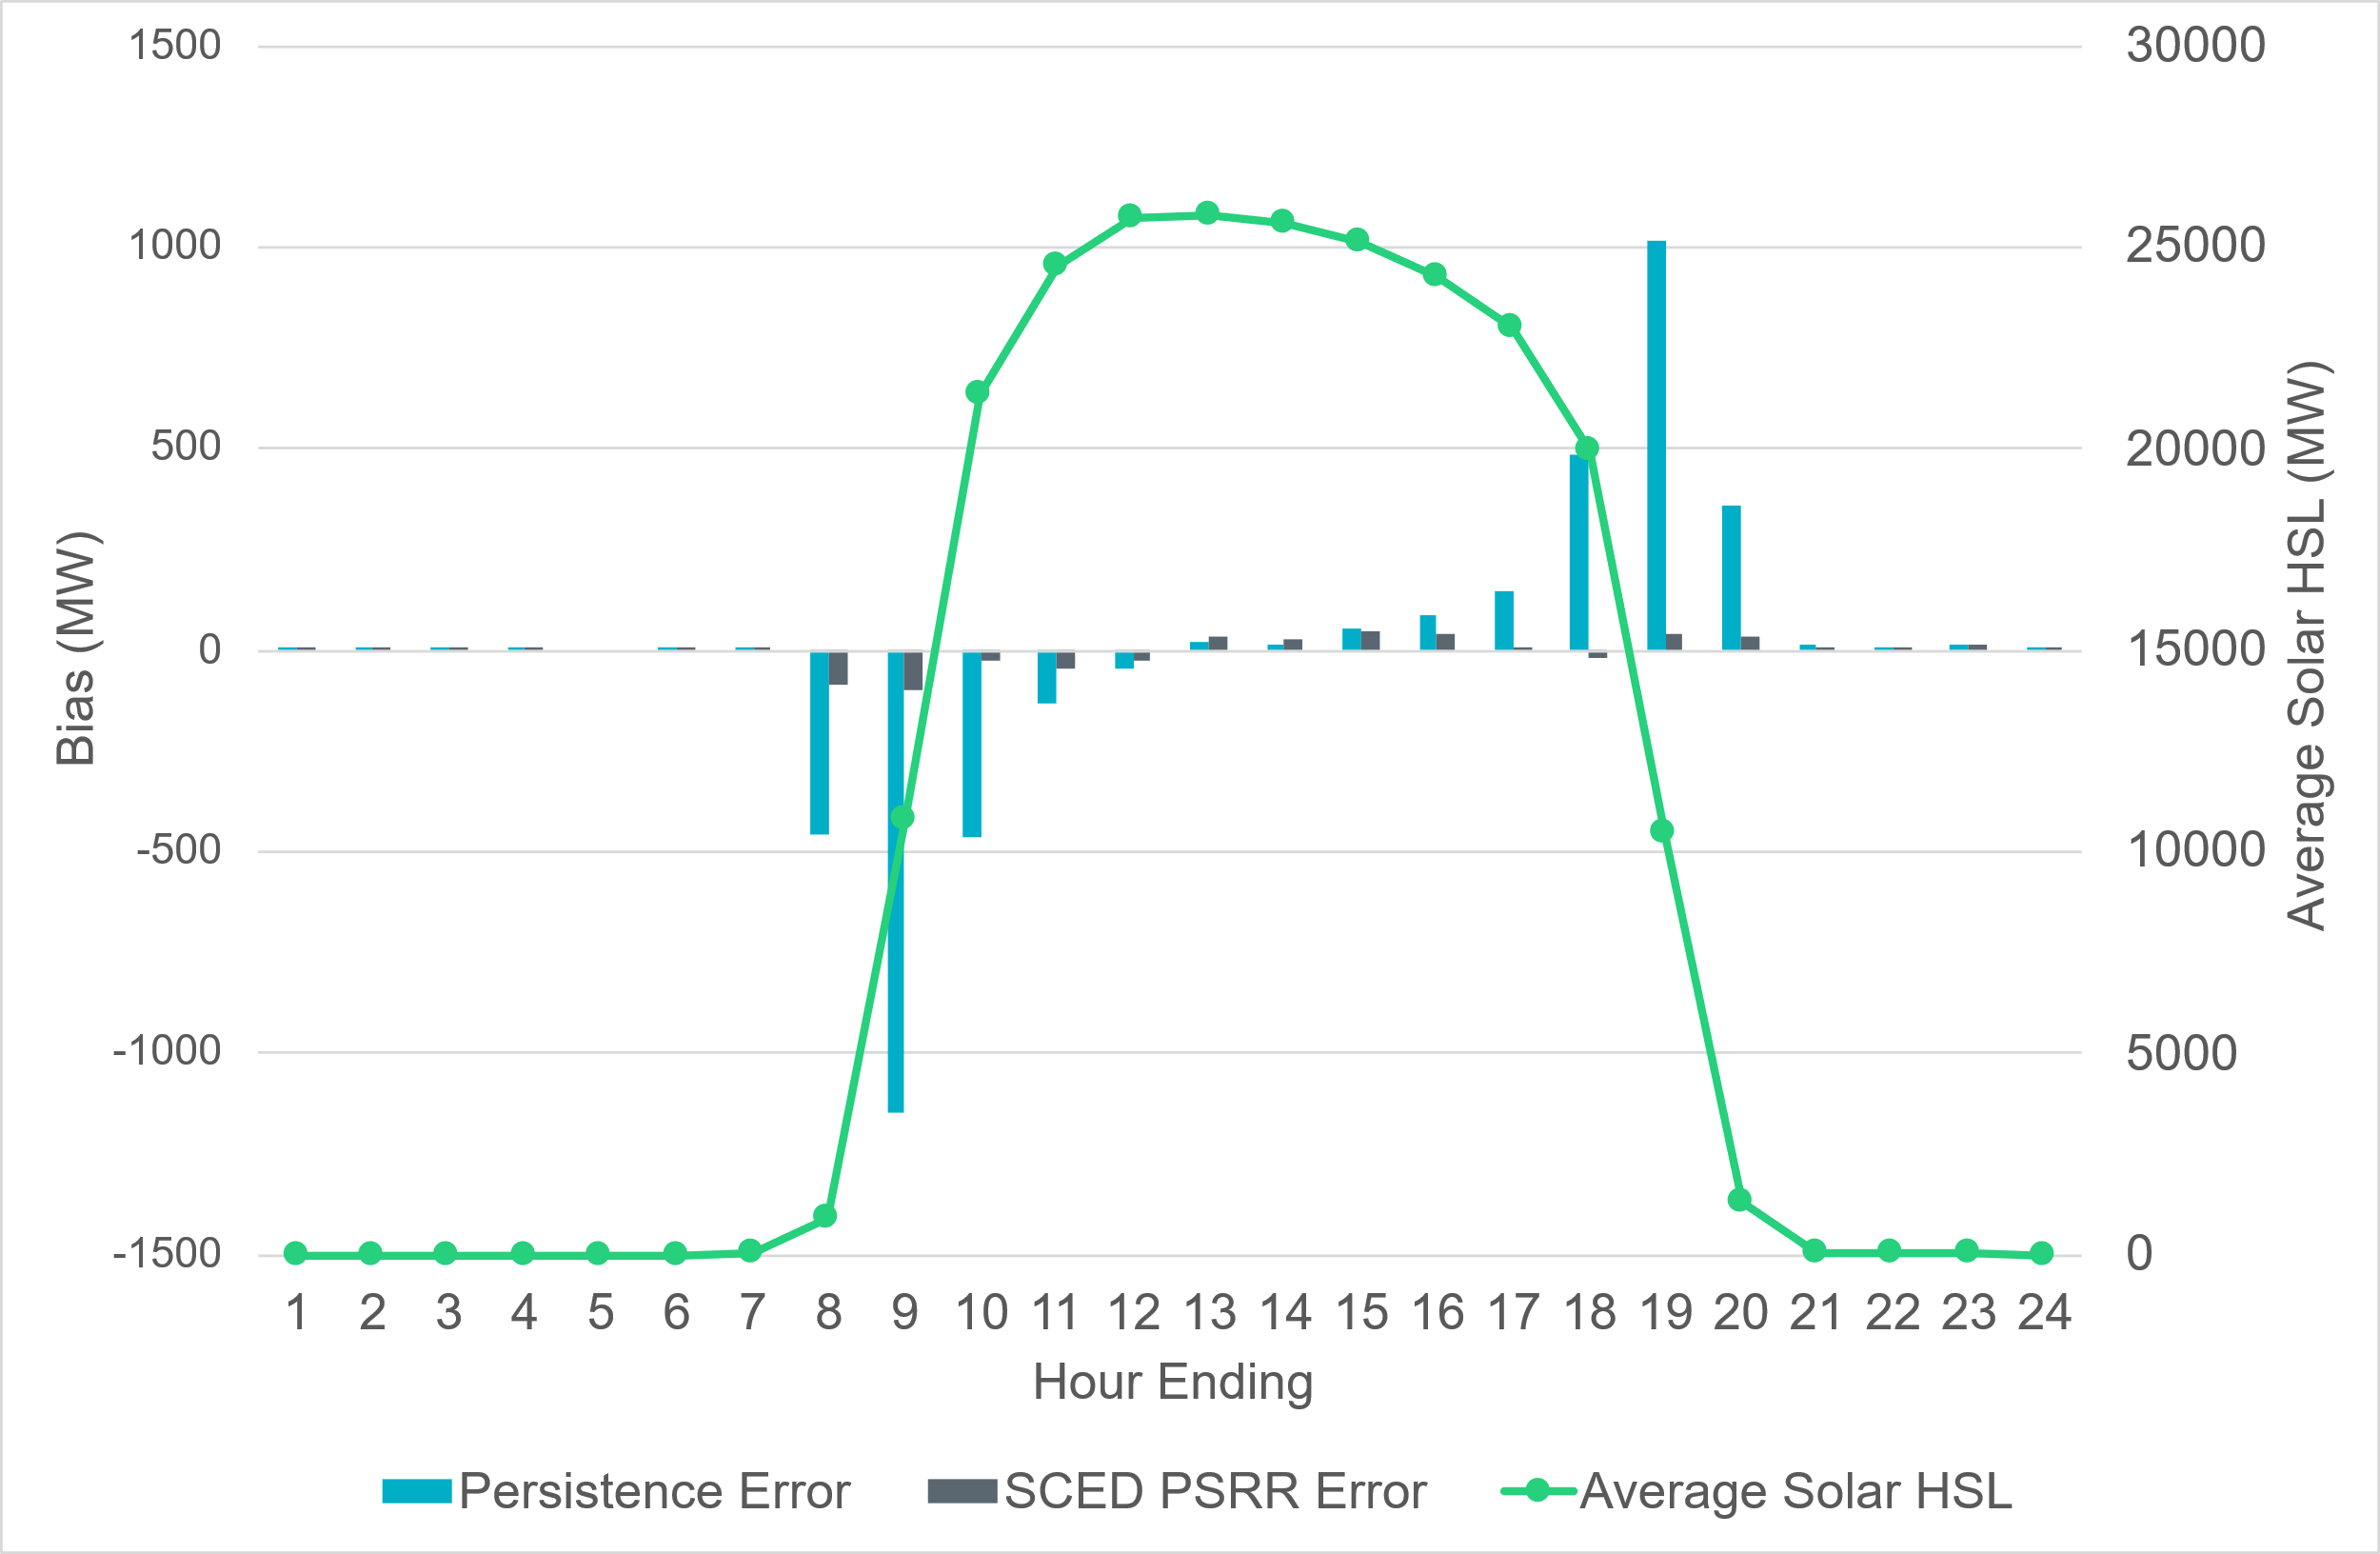 1500
1000
500
0
-500
-1000
-1500
Bias (MW)
30000
25000
20000
15000
10000
5000
0
Average Solar HSL (MW)
1 2 3 4 5 6 7 8 9 10 11 12 13 14 15 16 17 18 19 20 21 22 23 24
Hour Ending
Persistence Error SCED PSRR Error Average Solar HSL